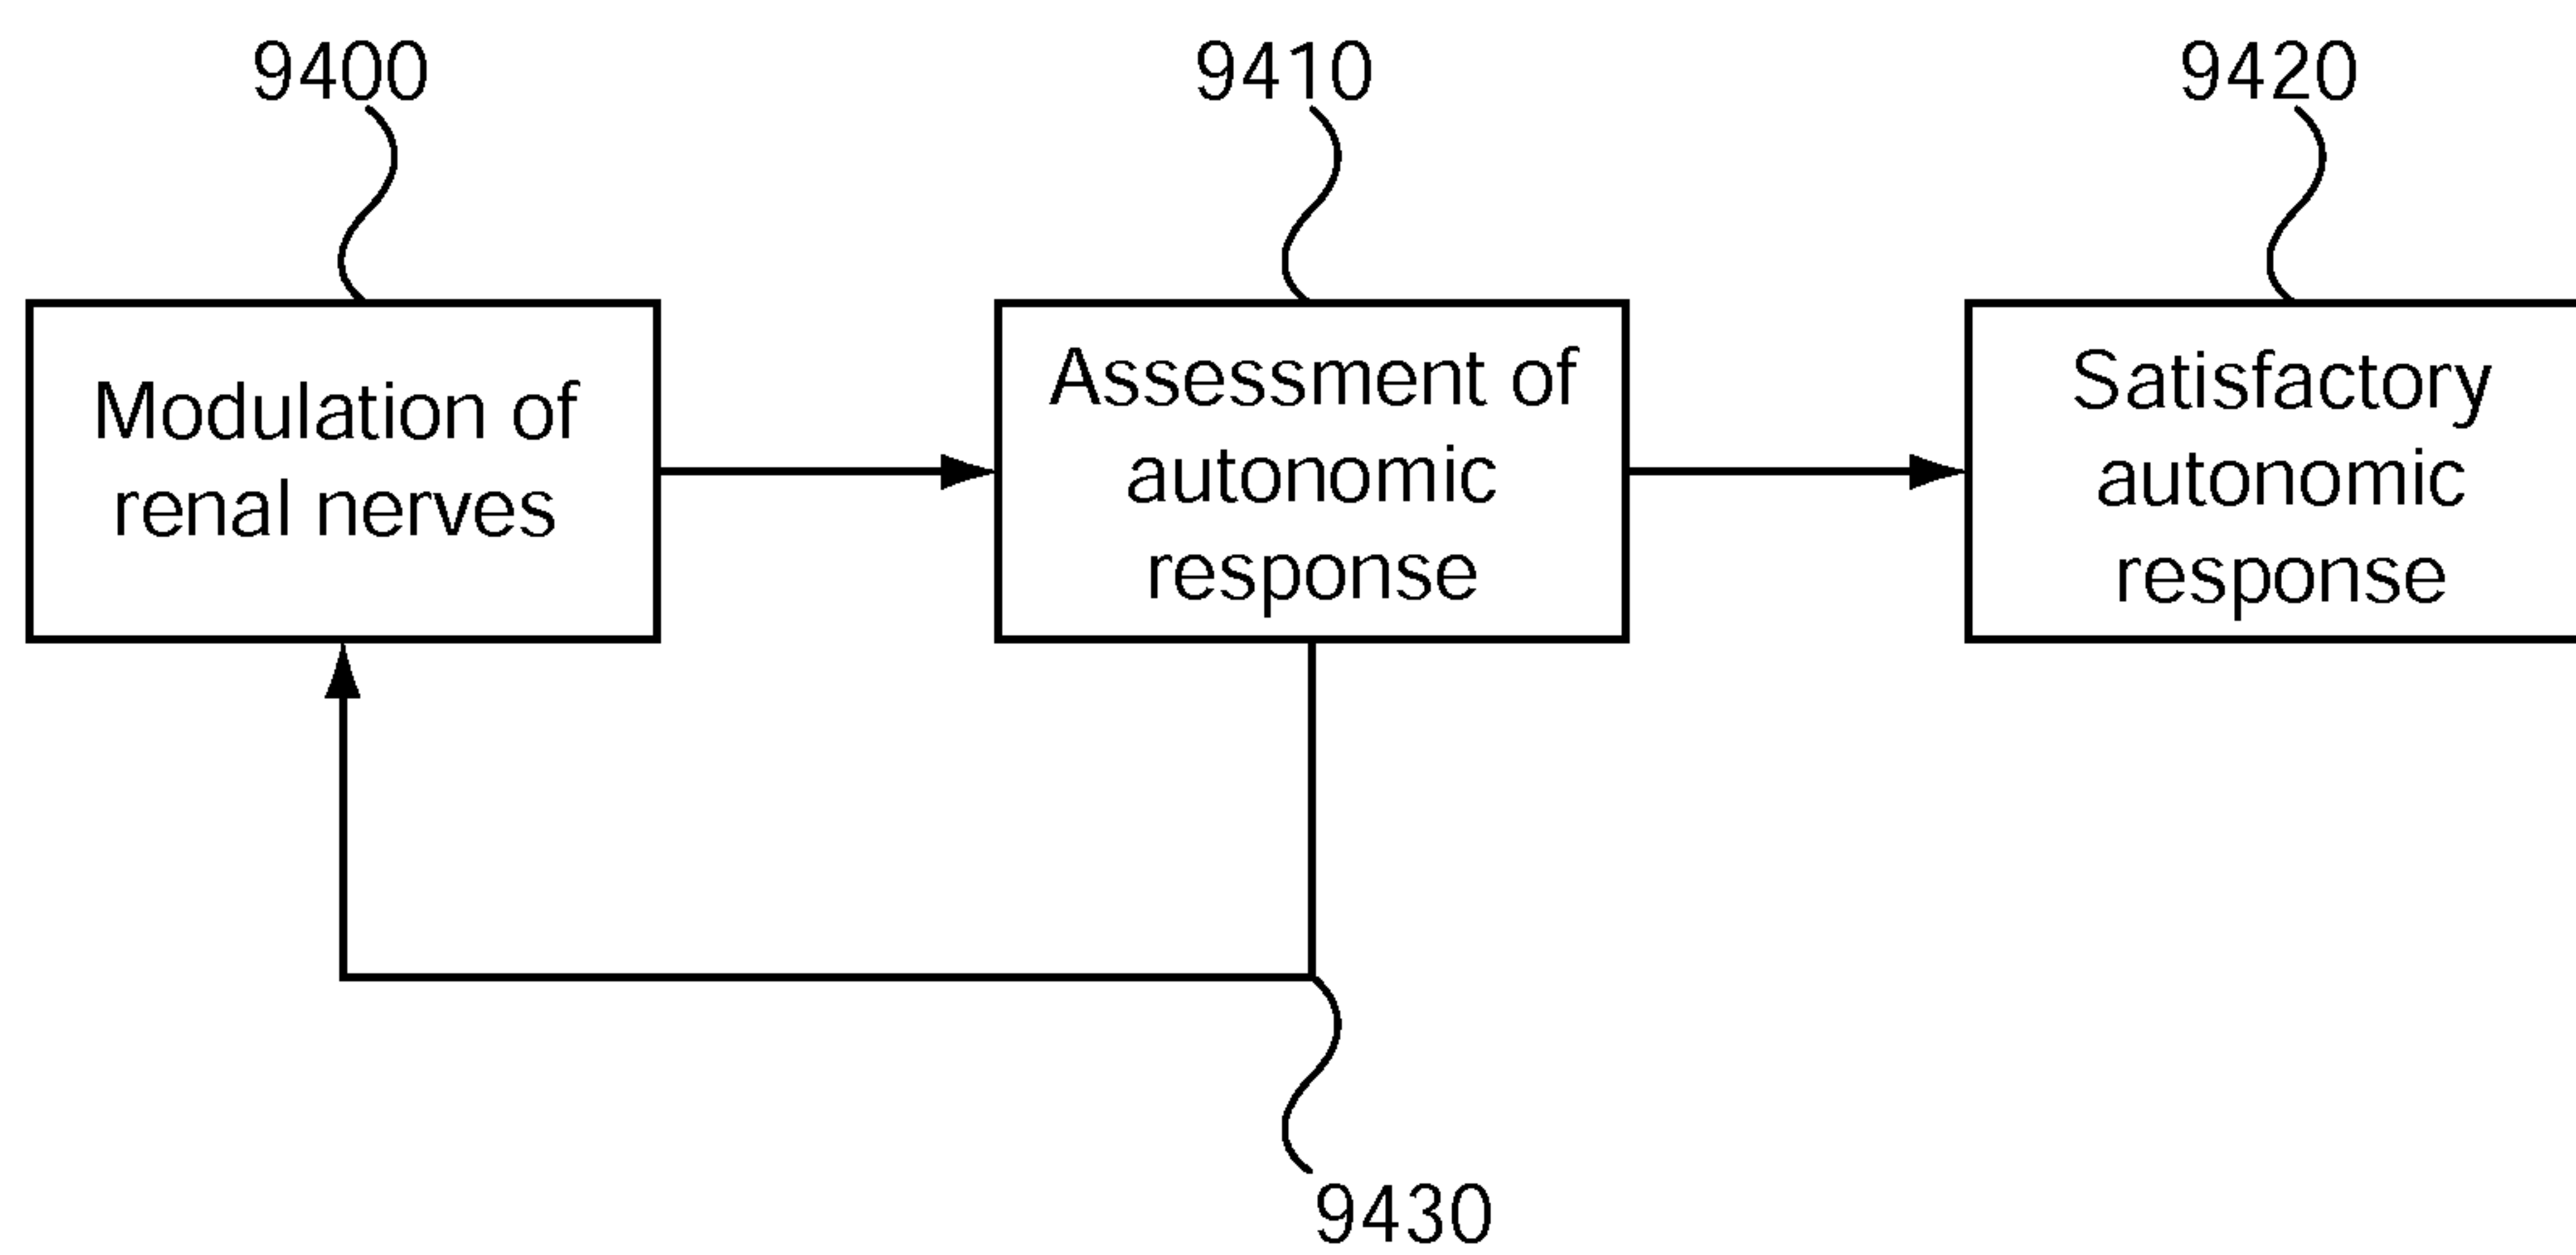 9400
9410
9420
Modulation of
renal nerves
Assessment of
autonomic
response
Satisfactory
autonomic
response
9430